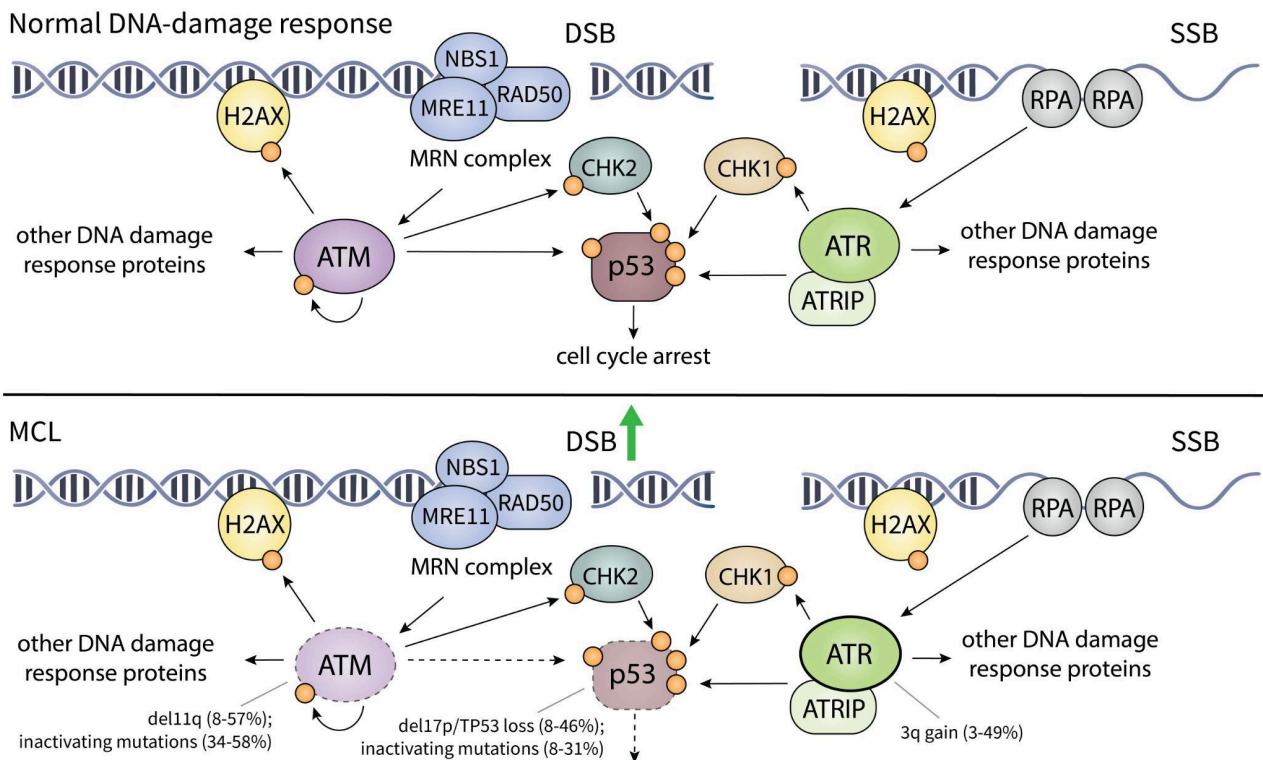 Normal DNA-damage response
DSB
SSB
NBS1
RAD50
MRE11
H2AX
MRN complex
CHK2
CHK1
H2AX
RPA
RPA
other DNA damage
response proteins
ATM
p53
ATR
ATRIP
other DNA damage
response proteins
cell cycle arrest
MCL
DSB
SSB
NBS1
RAD50
MRE11
H2AX
MRN complex
CHK2
CHK1
H2AX
RPA
RPA
other DNA damage
response proteins
ATM
p53
ATR
ATRIP
other DNA damage
response proteins
del11q (8-57%);
inactivating mutations (34-58%)
del17p/TP53 loss (8-46%);
inactivating mutations (8-31%)
3q gain (3-49%)